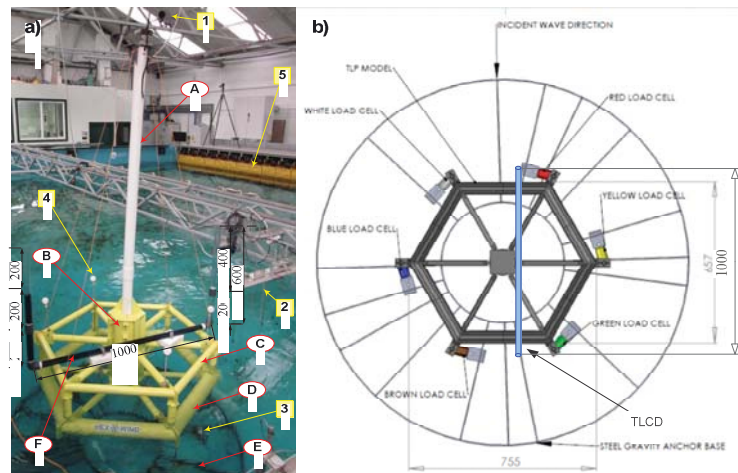 a)
1
A
5
4
B
200
200
400
600
20
2
1000
C
D
3
F
E
b)
INCIDENT WAVE DIRECTION
TLP MODEL
RED LOAD CELL
WHITE LOAD CELL
YELLOW LOAD CELL
BLUE LOAD CELL
657
1000
GREEN LOAD CELL
BROWN LOAD CELL
TLCD
STEEL GRAVITY ANCHOR BASE
755